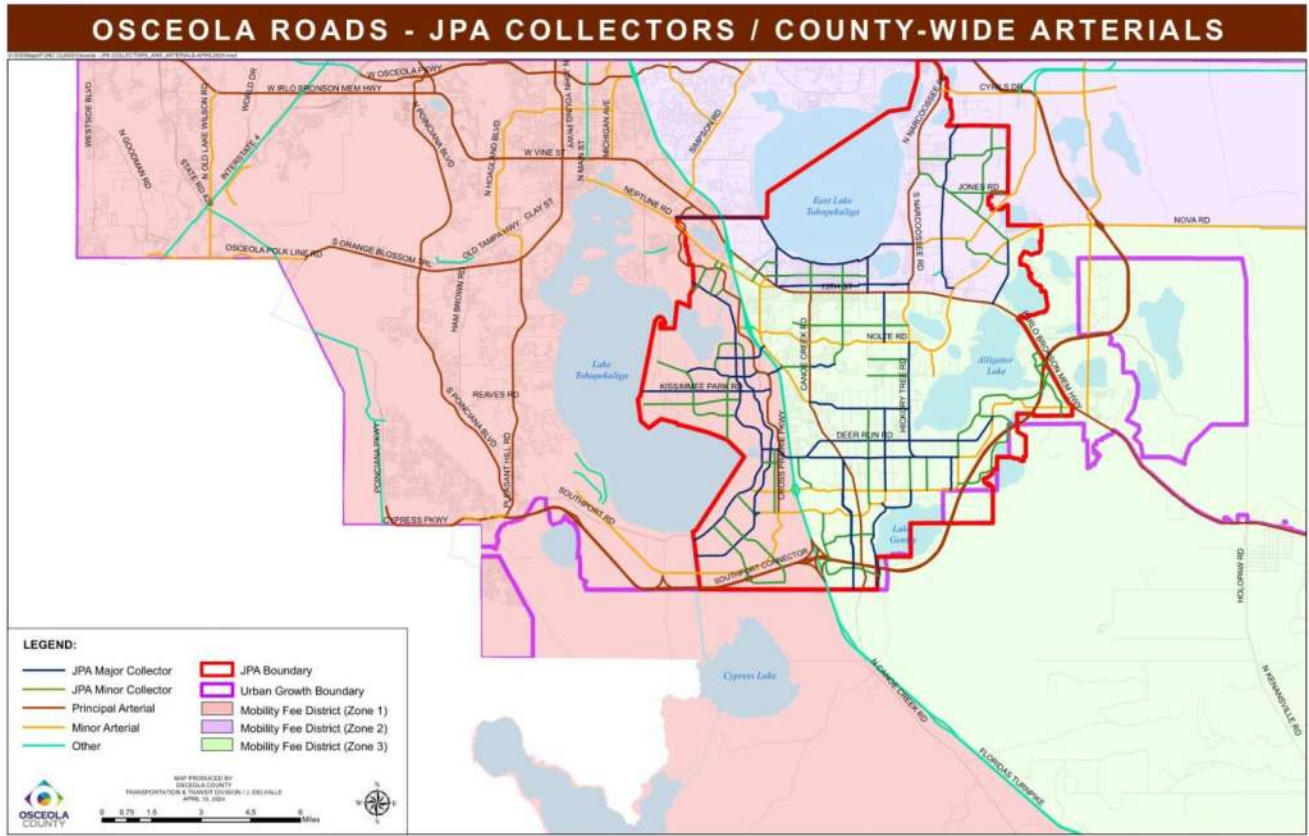 OSCEOLA ROADS - JPA COLLECTORS / COUNTY-WIDE ARTERIALS
W OSCEOLA PKWY
W IRLO BRONSON MEM HWY
WESTSIDE BLVD
N GOODMAN RD
N OLD LAKE WILSON RD
WORLD DR
STATE RD 429
INTERSTATE 4
N POINCIANA BLVD
N HOAGLAND BLVD
N JOHN YOUNG PKWY
N MAIN ST
MICHIGAN AVE
SIMPSON RD
W VINE ST
NEPTUNE RD
N NARCOOSSEE
CYRILS DR
JONES RD
East Lake
Tohopekaliga
S NARCOOSSEE RD
NOVA RD
OSCEOLA POLK LINE RD
S ORANGE BLOSSOM TRL
OLD TAMPA HWY
CLAY ST
HAM BROWN RD
13TH ST
NOLTE RD
CANOE CREEK RD
HICKORY TREE RD
Alligator
Lake
E IRLO BRONSON MEM HWY
Lake
Tohopekaliga
KISSIMMEE PARK RD
REAVES RD
S POINCIANA BLVD
PLEASANT HILL RD
DEER RUN RD
CROSS PRAIRIE PKWY
POINCIANA PKWY
CYPRESS PKWY
SOUTHPORT RD
SOUTHPORT CONNECTOR
Lake
Gentry
HOLOPAW RD
N KENANSVILLE RD
Cypress Lake
N CANOE CREEK RD
FLORIDAS TURNPIKE
LEGEND:
JPA Major Collector
JPA Minor Collector
Principal Arterial
Minor Arterial
Other
JPA Boundary
Urban Growth Boundary
Mobility Fee District (Zone 1)
Mobility Fee District (Zone 2)
Mobility Fee District (Zone 3)
OSCEOLA
COUNTY
MAP PRODUCED BY
OSCEOLA COUNTY
TRANSPORTATION & TRANSIT DIVISION / J. DELVALLE
APRIL 10, 2024
0 0.75 1.5 3 4.5 6
Miles
N
W E
S